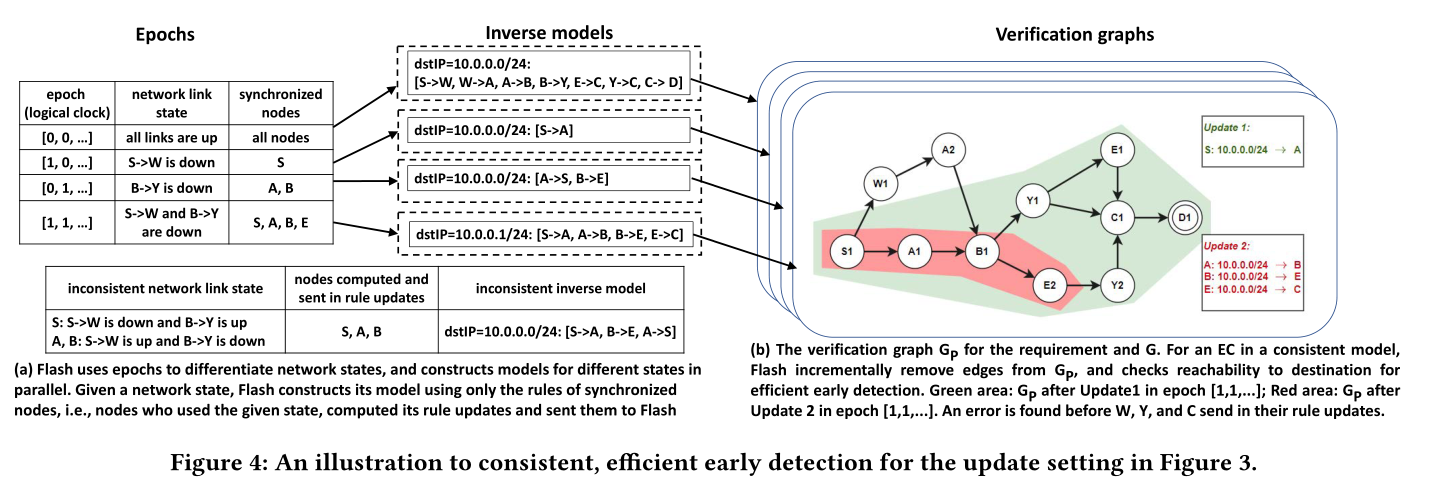 Epochs
Inverse models
Verification graphs
epoch
(logical clock)
network link
state
synchronized
nodes
[0, 0, ...]
all links are up
all nodes
[1, 0, ...]
S->W is down
S
[0, 1, ...]
B->Y is down
A, B
[1, 1, ...]
S->W and B->Y
are down
S, A, B, E
dstIP=10.0.0.0/24:
[S->W, W->A, A->B, B->Y, E->C, Y->C, C-> D]
dstIP=10.0.0.0/24: [S->A]
dstIP=10.0.0.0/24: [A->S, B->E]
dstIP=10.0.0.1/24: [S->A, A->B, B->E, E->C]
inconsistent network link state
nodes computed and
sent in rule updates
inconsistent inverse model
S: S->W is down and B->Y is up
A, B: S->W is up and B->Y is down
S, A, B
dstIP=10.0.0.0/24: [S->A, B->E, A->S]
(a) Flash uses epochs to differentiate network states, and constructs models for different states in
parallel. Given a network state, Flash constructs its model using only the rules of synchronized
nodes, i.e., nodes who used the given state, computed its rule updates and sent them to Flash
A2
E1
W1
Y1
C1
D1
S1
A1
B1
E2
Y2
Update 1:
S: 10.0.0.0/24 → A
Update 2:
A: 10.0.0.0/24 → B
B: 10.0.0.0/24 → E
E: 10.0.0.0/24 → C
(b) The verification graph GP for the requirement and G. For an EC in a consistent model,
Flash incrementally remove edges from GP, and checks reachability to destination for
efficient early detection. Green area: GP after Update1 in epoch [1,1,...]; Red area: GP after
Update 2 in epoch [1,1,...]. An error is found before W, Y, and C send in their rule updates.
Figure 4: An illustration to consistent, efficient early detection for the update setting in Figure 3.